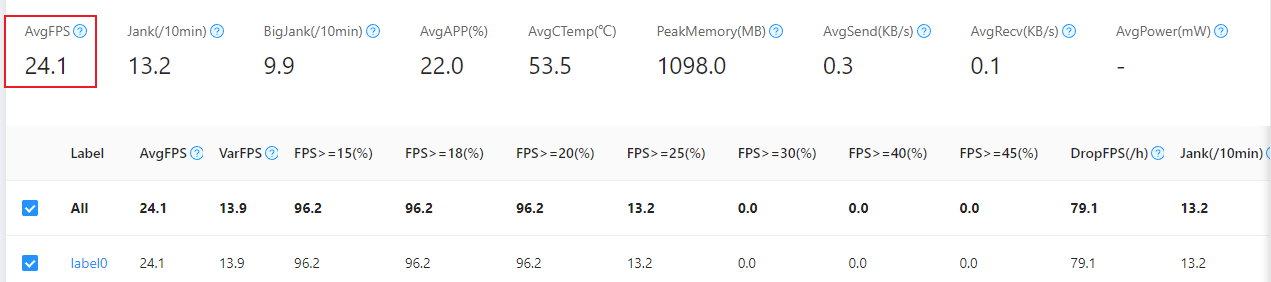 AvgFPS ? Jank(/10min) ? BigJank(/10min) ? AvgAPP(%) AvgCTemp(℃) PeakMemory(MB) ? AvgSend(KB/s) ? AvgRecv(KB/s) ? AvgPower(mW) ?
24.1 13.2 9.9 22.0 53.5 1098.0 0.3 0.1 -
Label AvgFPS ? VarFPS ? FPS>=15(%) FPS>=18(%) FPS>=20(%) FPS>=25(%) FPS>=30(%) FPS>=40(%) FPS>=45(%) DropFPS(/h) ? Jank(/10min) ?
All 24.1 13.9 96.2 96.2 96.2 13.2 0.0 0.0 0.0 79.1 13.2
label0 24.1 13.9 96.2 96.2 96.2 13.2 0.0 0.0 0.0 79.1 13.2